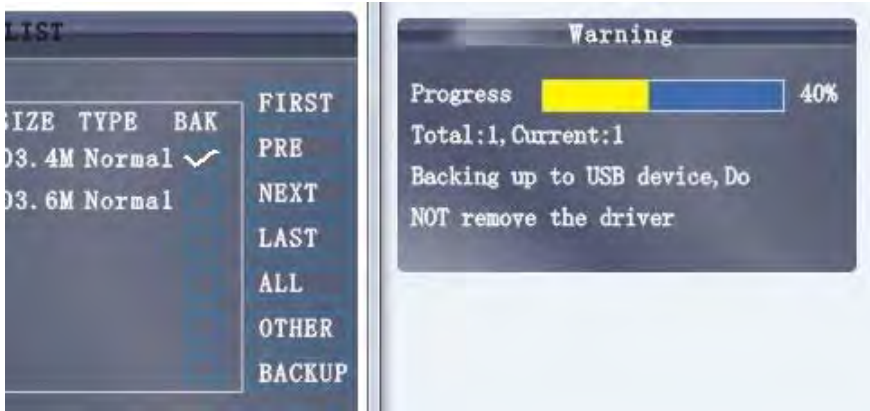 LIST
SIZE TYPE BAK
03.4M Normal
03.6M Normal
FIRST
PRE
NEXT
LAST
ALL
OTHER
BACKUP
Warning
Progress 40%
Total:1,Current:1
Backing up to USB device,Do
NOT remove the driver